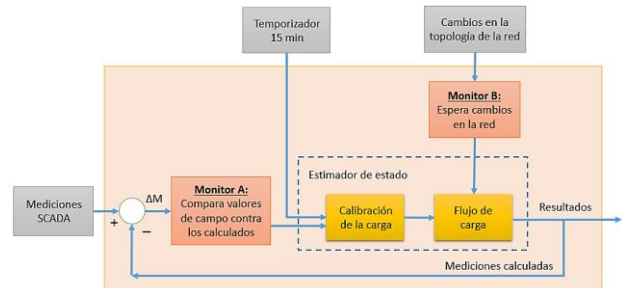 Temporizador
15 min
Cambios en la
topología de la red
Monitor B:
Espera cambios
en la red
Estimador de estado
Mediciones
SCADA
+
−
ΔM
Monitor A:
Compara valores
de campo contra
los calculados
Calibración
de la carga
Flujo de
carga
Resultados
Mediciones calculadas